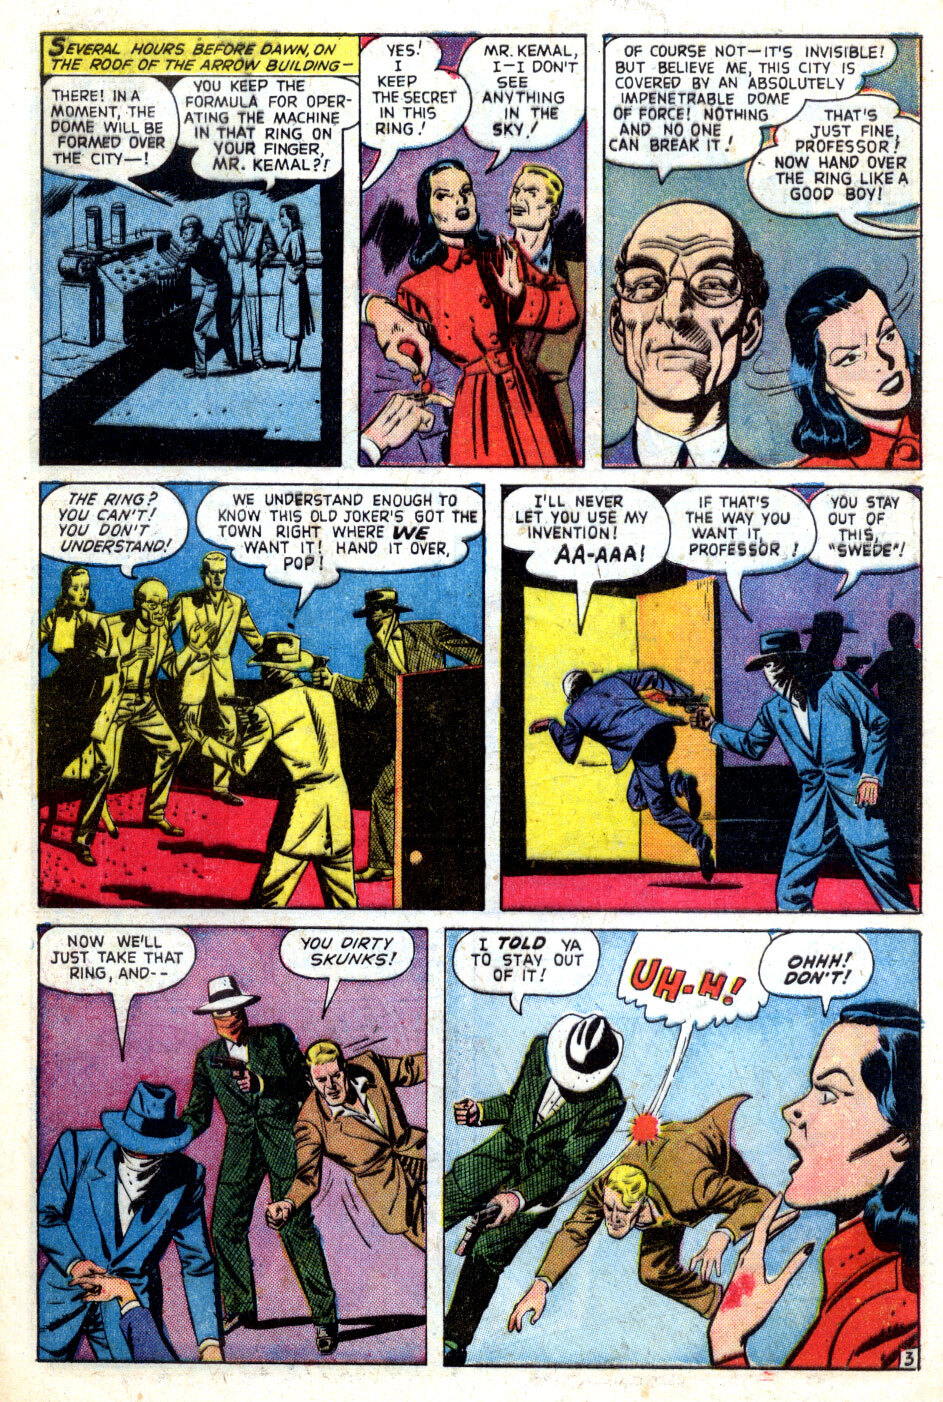 SEVERAL HOURS BEFORE DAWN, ON
THE ROOF OF THE ARROW BUILDING—
THERE! IN A
MOMENT, THE
DOME WILL BE
FORMED OVER
THE CITY—!
YOU KEEP THE
FORMULA FOR OPER-
ATING THE MACHINE
IN THAT RING ON
YOUR FINGER,
MR. KEMAL?!
YES!
I
KEEP
THE SECRET
IN THIS
RING!
MR. KEMAL,
I—I DON'T
SEE
ANYTHING
IN THE
SKY!
OF COURSE NOT—IT'S INVISIBLE!
BUT BELIEVE ME, THIS CITY IS
COVERED BY AN ABSOLUTELY
IMPENETRABLE DOME
OF FORCE! NOTHING
AND NO ONE
CAN BREAK IT!
THAT'S
JUST FINE,
PROFESSOR!
NOW HAND OVER
THE RING LIKE A
GOOD BOY!
THE RING?
YOU CAN'T!
YOU DON'T
UNDERSTAND!
WE UNDERSTAND ENOUGH TO
KNOW THIS OLD JOKER'S GOT THE
TOWN RIGHT WHERE WE
WANT IT! HAND IT OVER,
POP!
I'LL NEVER
LET YOU USE MY
INVENTION!
AA-AAA!
IF THAT'S
THE WAY YOU
WANT IT,
PROFESSOR !
YOU STAY
OUT OF
THIS,
"SWEDE"!
NOW WE'LL
JUST TAKE THAT
RING, AND--
YOU DIRTY
SKUNKS!
I TOLD YA
TO STAY OUT
OF IT!
UH-H!
OHHH!
DON'T!
3